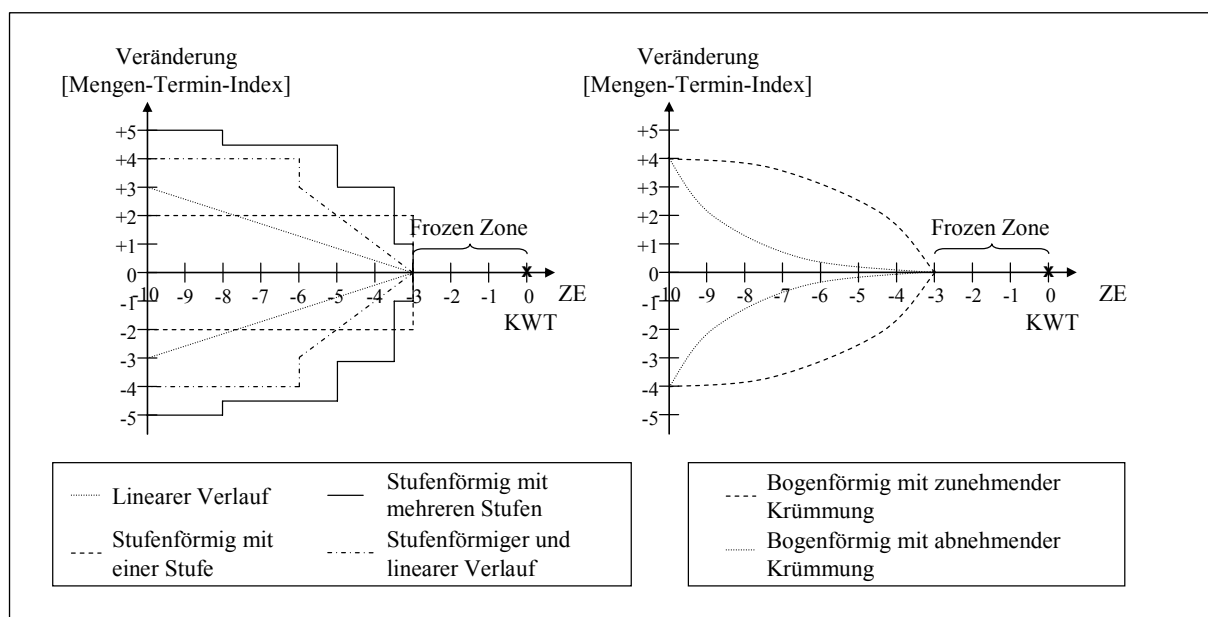 Veränderung
[Mengen-Termin-Index]
+5
+4
+3
+2
+1
0
-1
-2
-3
-4
-5
Frozen Zone
-10 -9 -8 -7 -6 -5 -4 -3 -2 -1 0 ZE
KWT
Veränderung
[Mengen-Termin-Index]
+5
+4
+3
+2
+1
0
-1
-2
-3
-4
-5
Frozen Zone
-10 -9 -8 -7 -6 -5 -4 -3 -2 -1 0 ZE
KWT
Linearer Verlauf
Stufenförmig mit
einer Stufe
Stufenförmig mit
mehreren Stufen
Stufenförmiger und
linearer Verlauf
Bogenförmig mit zunehmender
Krümmung
Bogenförmig mit abnehmender
Krümmung